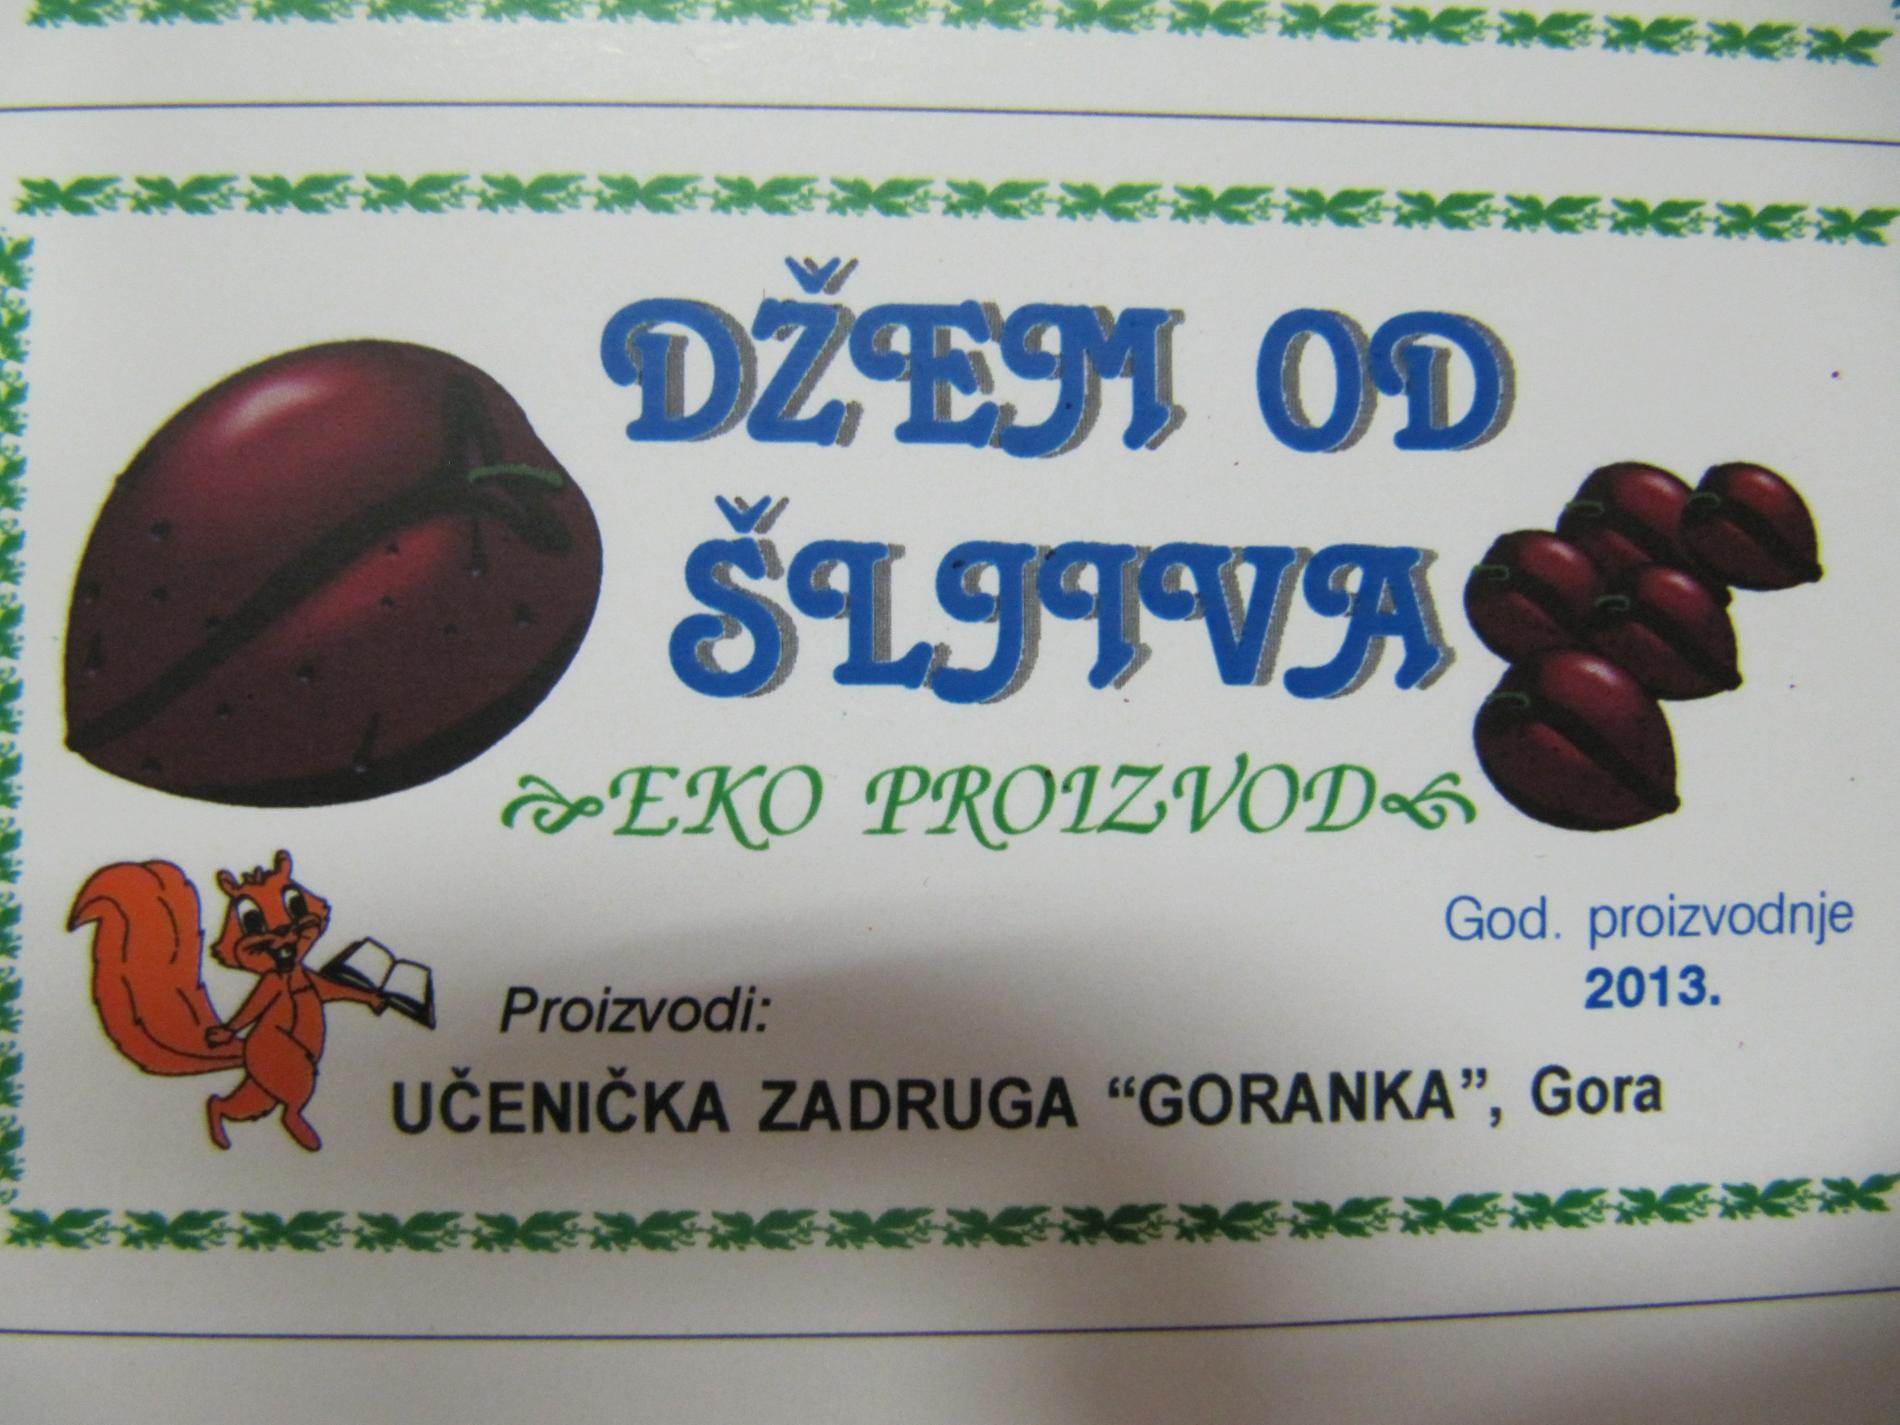 DŽEM OD
ŠLJIVA
EKO PROIZVOD
God. proizvodnje
2013.
Proizvodi:
UČENIČKA ZADRUGA “GORANKA”, Gora